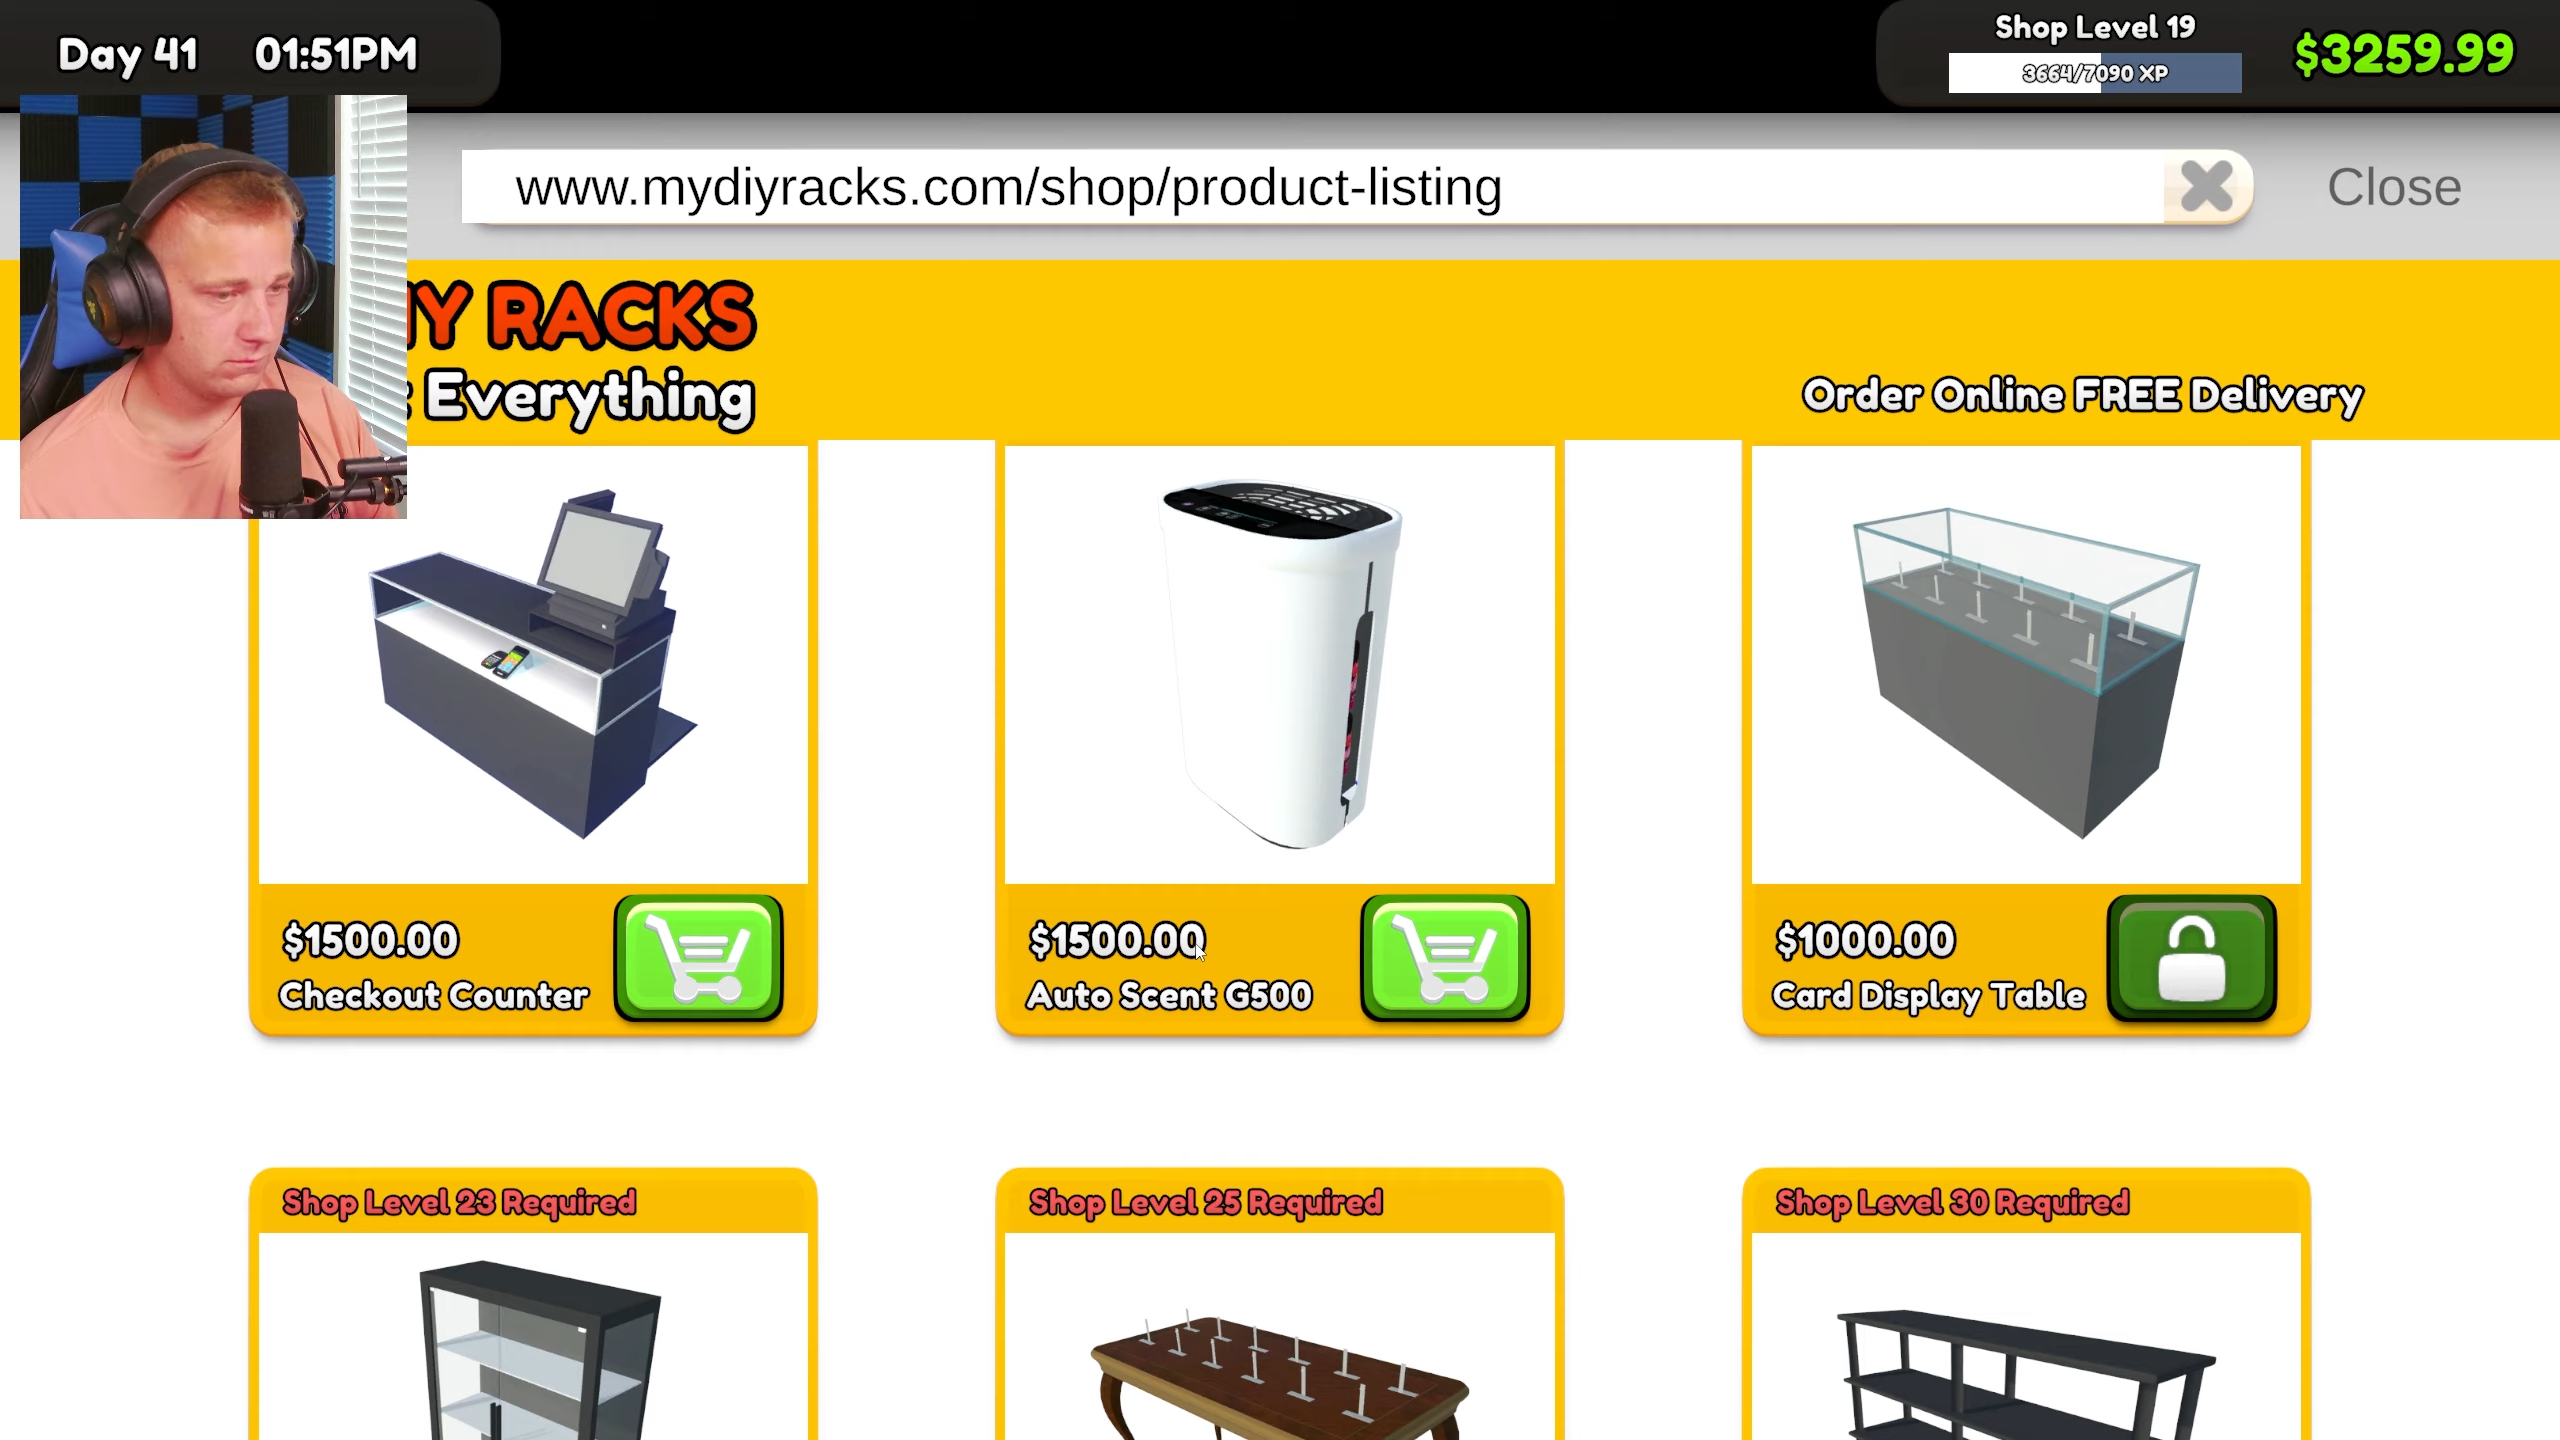 Day 41 01:51PM
Shop Level 19
3664/7090 XP
$3259.99
www.mydiyracks.com/shop/product-listing
Close
RACKS
Everything
Order Online FREE Delivery
$1500.00
Checkout Counter
$1500.00
Auto Scent G500
$1000.00
Card Display Table
Shop Level 23 Required
Shop Level 25 Required
Shop Level 30 Required